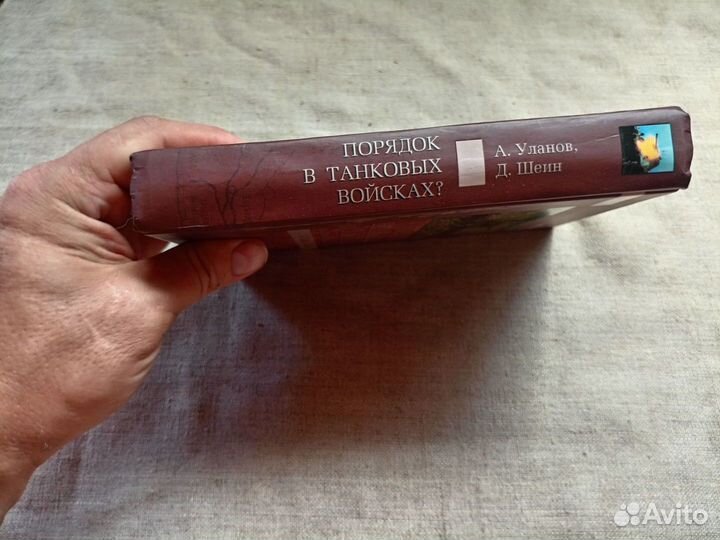 ПОРЯДОК
В ТАНКОВЫХ
ВОЙСКАХ?
А. Уланов,
Д. Шеин
Avito